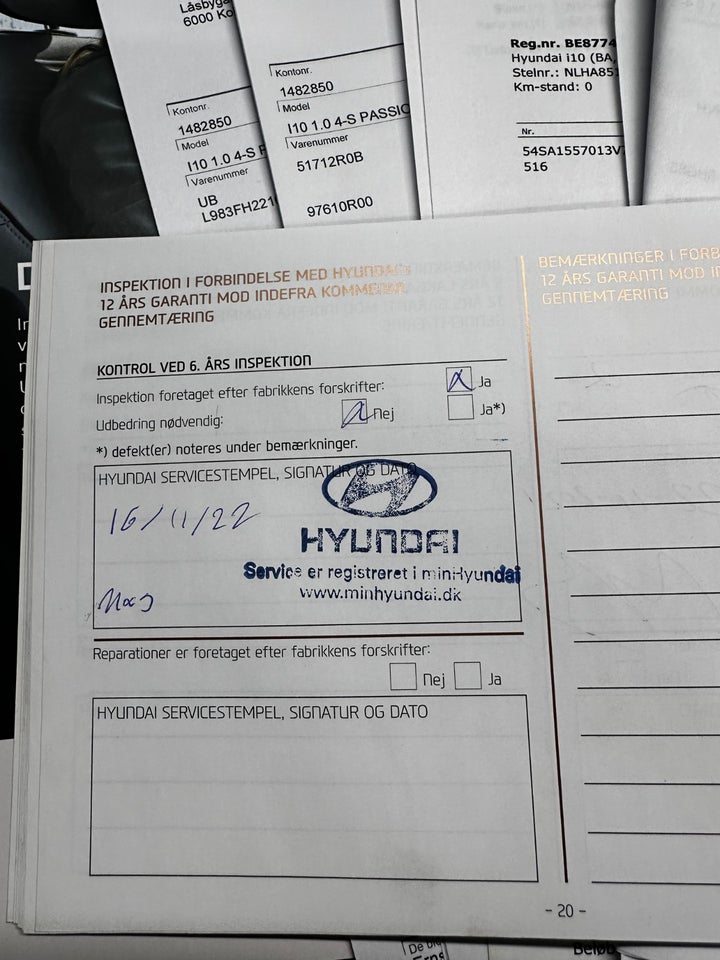 Låsbyga
6000 Ko
Kontonr.
1482850
Model
I10 1.0 4-S P
Varenummer
UB
L983FH221
Kontonr.
1482850
Model
I10 1.0 4-S PASSIO
Varenummer
51712R0B
97610R00
Reg.nr. BE8774
Hyundai i10 (BA,
Stelnr.: NLHA851
Km-stand: 0
Nr.
54SA1557013V
516
INSPEKTION I FORBINDELSE MED HYUNDAIS
12 ÅRS GARANTI MOD INDEFRA KOMMENDE
GENNEMTÆRING
KONTROL VED 6. ÅRS INSPEKTION
Inspektion foretaget efter fabrikkens forskrifter:
Ja
Udbedring nødvendig:
Nej
Ja*)
*) defekt(er) noteres under bemærkninger.
HYUNDAI SERVICESTEMPEL, SIGNATUR OG DATO
16/11/22
HYUNDAI
Service er registreret i minHyundai
www.minhyundai.dk
Reparationer er foretaget efter fabrikkens forskrifter:
Nej
Ja
HYUNDAI SERVICESTEMPEL, SIGNATUR OG DATO
BEMÆRKNINGER I FORB
12 ÅRS GARANTI MOD IN
GENNEMTÆRING
- 20 -